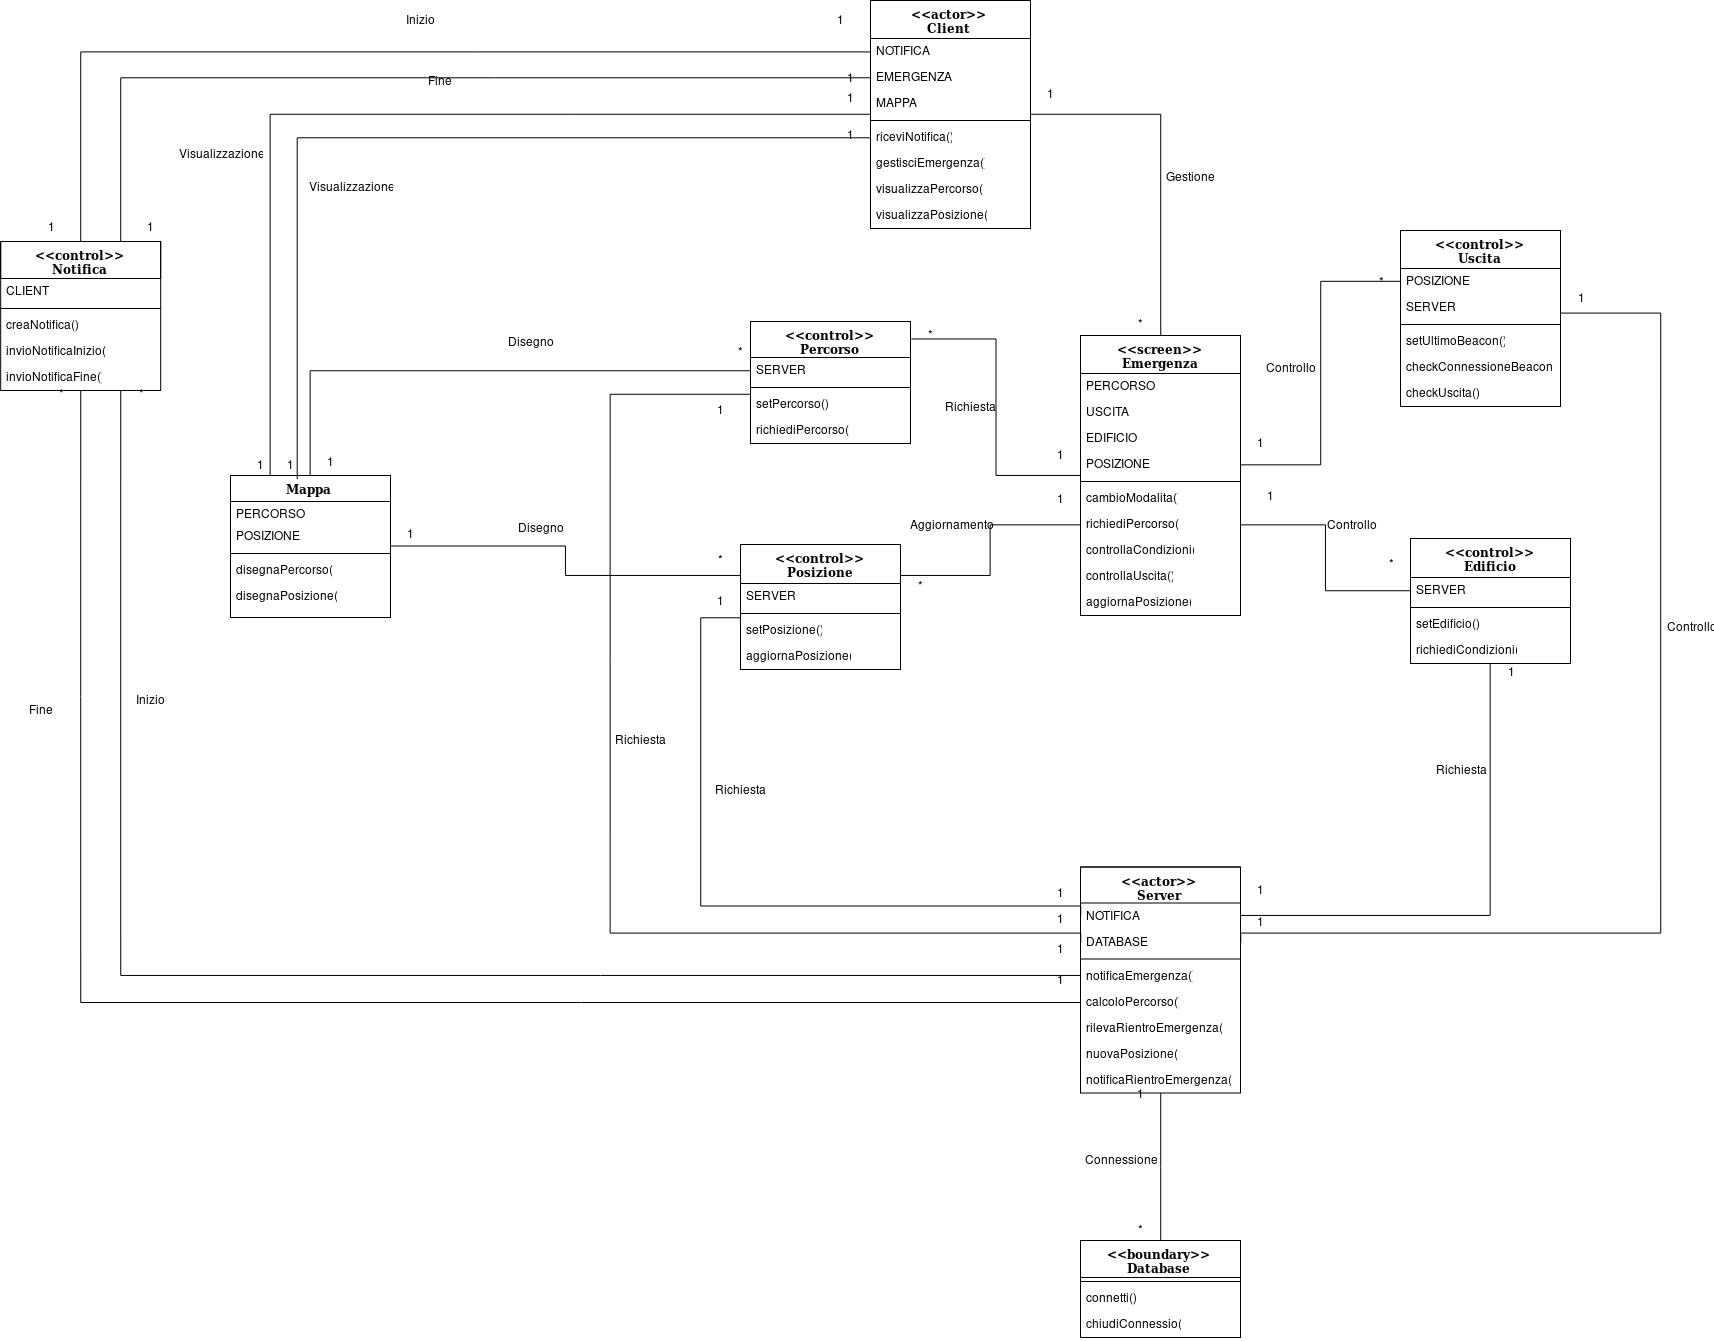 Inizio
1
<<actor>>
Client
NOTIFICA
EMERGENZA
MAPPA
riceviNotifica()
gestisciEmergenza(
visualizzaPercorso(
visualizzaPosizione(
Fine
1
1
1
1
Visualizzazione
Visualizzazione
Gestione
1
1
<<control>>
Notifica
CLIENT
creaNotifica()
invioNotificaInizio(
invioNotificaFine(
*
*
<<control>>
Uscita
POSIZIONE
SERVER
setUltimoBeacon()
checkConnessioneBeacon
checkUscita()
*
1
Controllo
*
<<screen>>
Emergenza
PERCORSO
USCITA
EDIFICIO
POSIZIONE
cambioModalita(
richiediPercorso(
controllaCondizioni
controllaUscita()
aggiornaPosizione(
Disegno
*
<<control>>
Percorso
SERVER
setPercorso()
richiediPercorso(
*
1
Richiesta
1
1
1
1
1
1
1
Mappa
PERCORSO
POSIZIONE
disegnaPercorso(
disegnaPosizione(
1
Disegno
*
Aggiornamento
Controllo
<<control>>
Posizione
SERVER
setPosizione()
aggiornaPosizione(
*
1
*
<<control>>
Edificio
SERVER
setEdificio()
richiediCondizioni
1
Controllo
Fine
Inizio
Richiesta
Richiesta
Richiesta
1
1
1
1
1
1
<<actor>>
Server
NOTIFICA
DATABASE
notificaEmergenza(
calcoloPercorso(
rilevaRientroEmergenza(
nuovaPosizione(
notificaRientroEmergenza(
1
Connessione
*
<<boundary>>
Database
connetti()
chiudiConnessio(